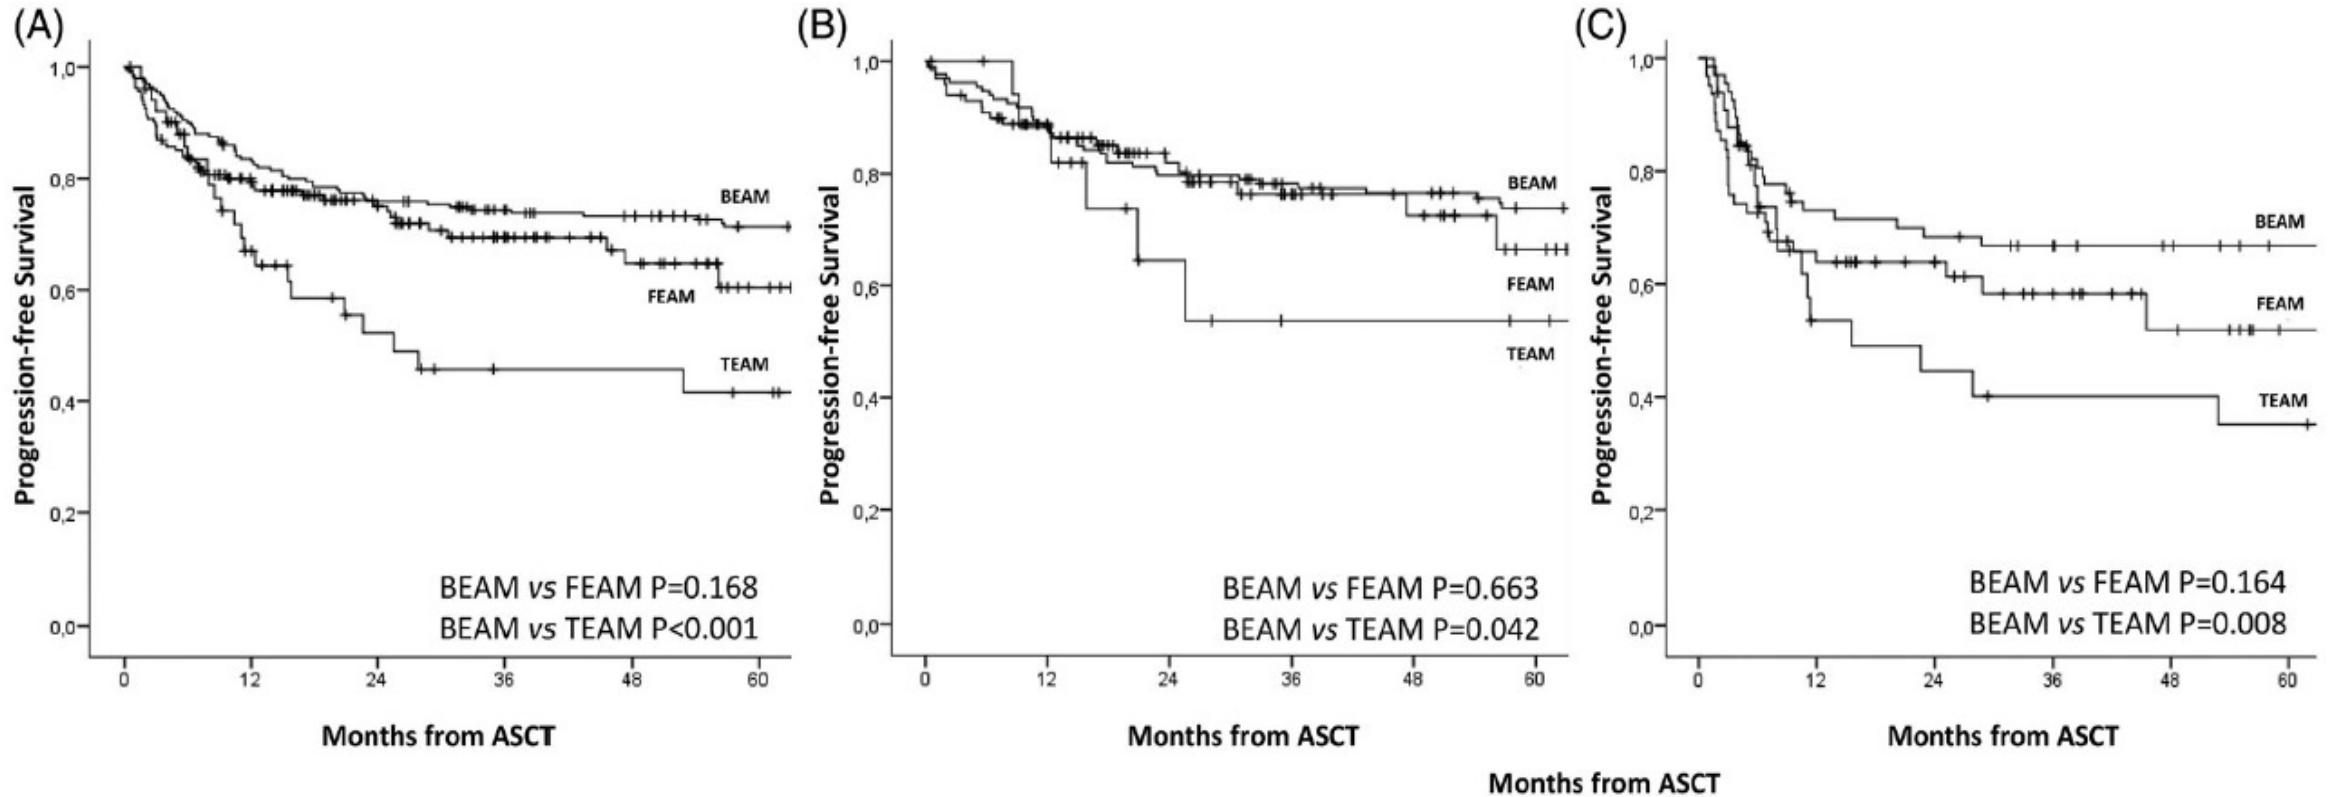 (A)
Progression-free Survival
1,0
0,8
0,6
0,4
0,2
0,0
BEAM
FEAM
TEAM
BEAM vs FEAM P=0.168
BEAM vs TEAM P<0.001
0 12 24 36 48 60
Months from ASCT
(B)
Progression-free Survival
1,0
0,8
0,6
0,4
0,2
0,0
BEAM
FEAM
TEAM
BEAM vs FEAM P=0.663
BEAM vs TEAM P=0.042
0 12 24 36 48 60
Months from ASCT
(C)
Progression-free Survival
1,0
0,8
0,6
0,4
0,2
0,0
BEAM
FEAM
TEAM
BEAM vs FEAM P=0.164
BEAM vs TEAM P=0.008
0 12 24 36 48 60
Months from ASCT
Months from ASCT